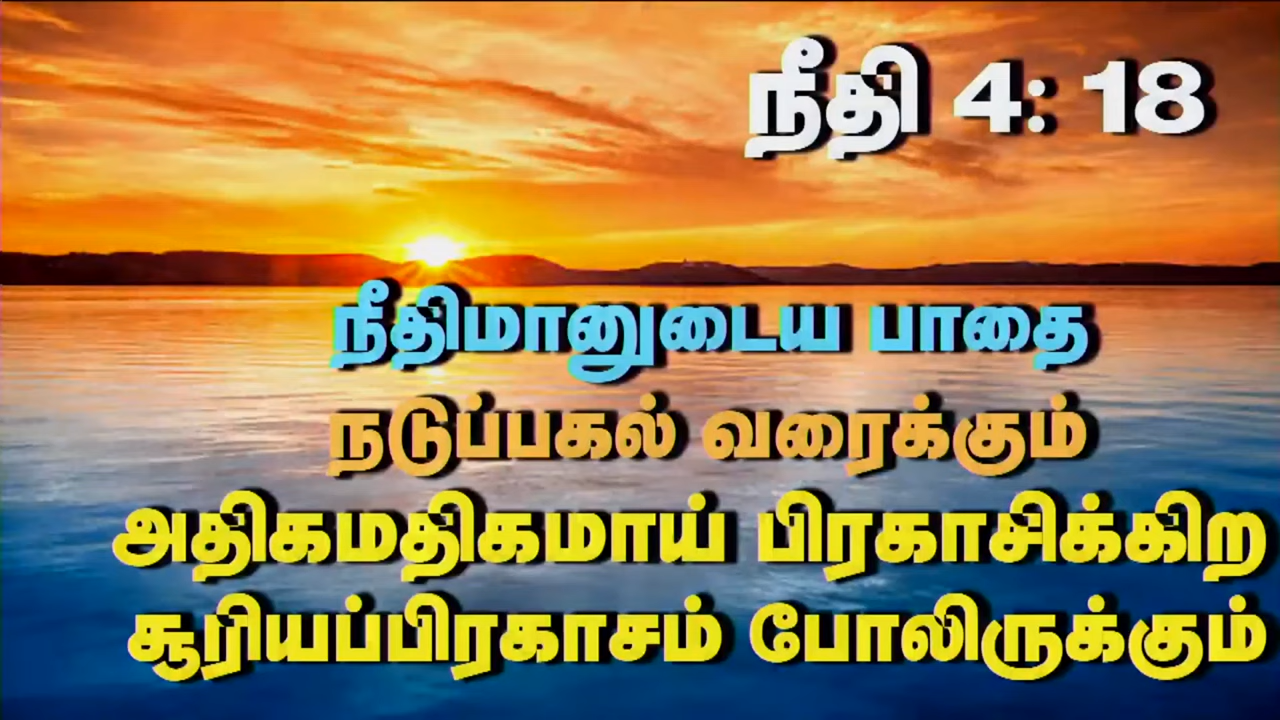 நீதி 4: 18
நீதிமானுடைய பாதை
நடுப்பகல் வரைக்கும்
அதிகமதிகமாய் பிரகாசிக்கிற
சூரியப்பிரகாசம் போலிருக்கும்